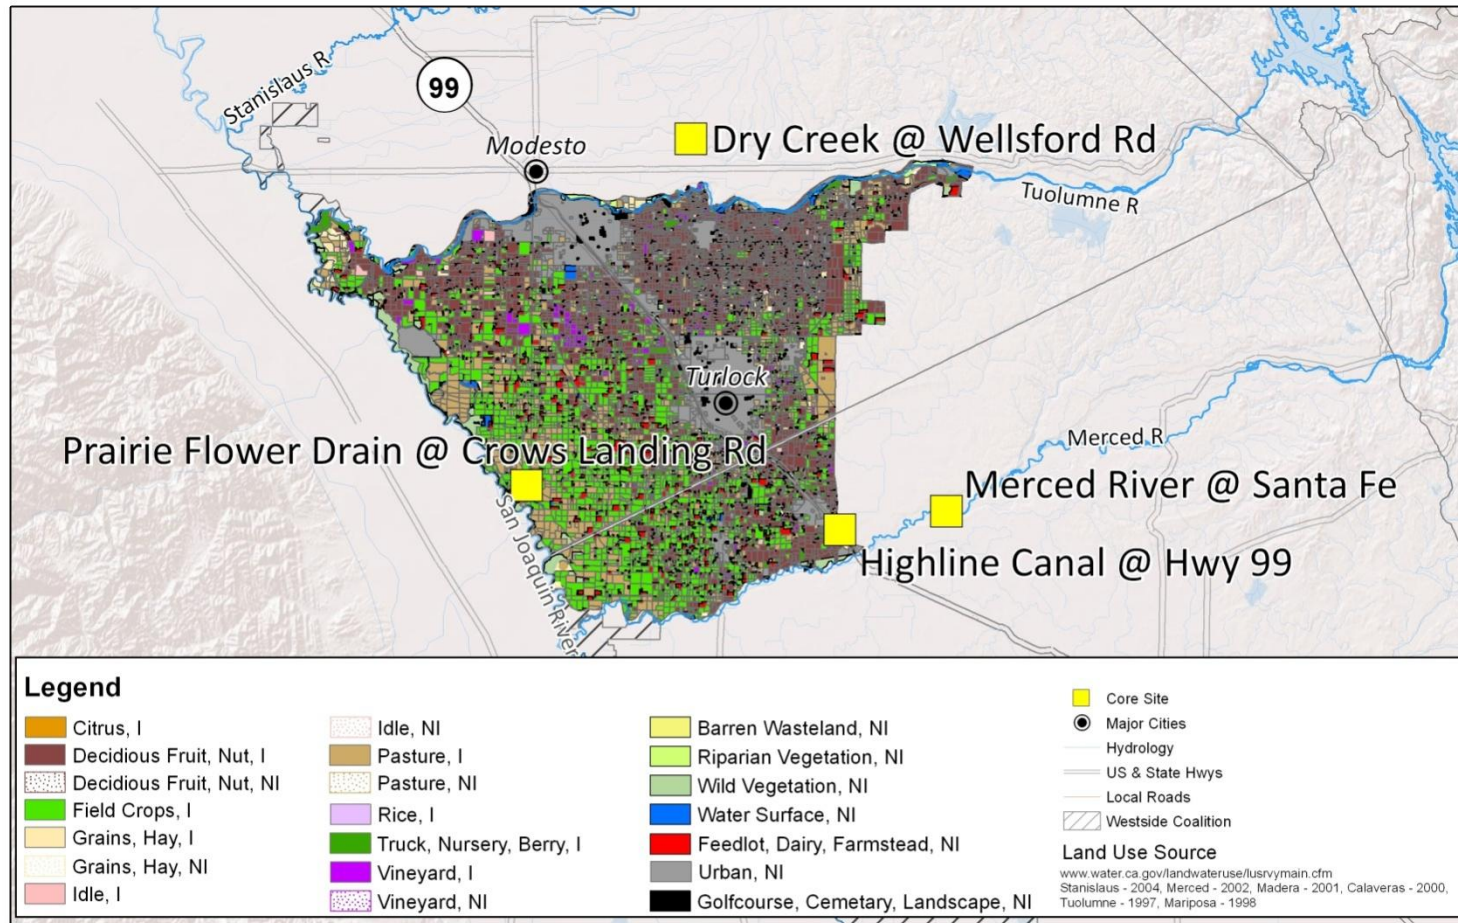 Stanislaus R
99
Modesto
Dry Creek @ Wellsford Rd
Tuolumne R
Turlock
Prairie Flower Drain @ Crows Landing Rd
Merced R
Merced River @ Santa Fe
San Joaquin River
Highline Canal @ Hwy 99
Legend
Citrus, I
Decidious Fruit, Nut, I
Decidious Fruit, Nut, NI
Field Crops, I
Grains, Hay, I
Grains, Hay, NI
Idle, I
Idle, NI
Pasture, I
Pasture, NI
Rice, I
Truck, Nursery, Berry, I
Vineyard, I
Vineyard, NI
Barren Wasteland, NI
Riparian Vegetation, NI
Wild Vegetation, NI
Water Surface, NI
Feedlot, Dairy, Farmstead, NI
Urban, NI
Golfcourse, Cemetary, Landscape, NI
Core Site
Major Cities
Hydrology
US & State Hwys
Local Roads
Westside Coalition
Land Use Source
www.water.ca.gov/landwateruse/lusrvymain.cfm
Stanislaus - 2004, Merced - 2002, Madera - 2001, Calaveras - 2000,
Tuolumne - 1997, Mariposa - 1998